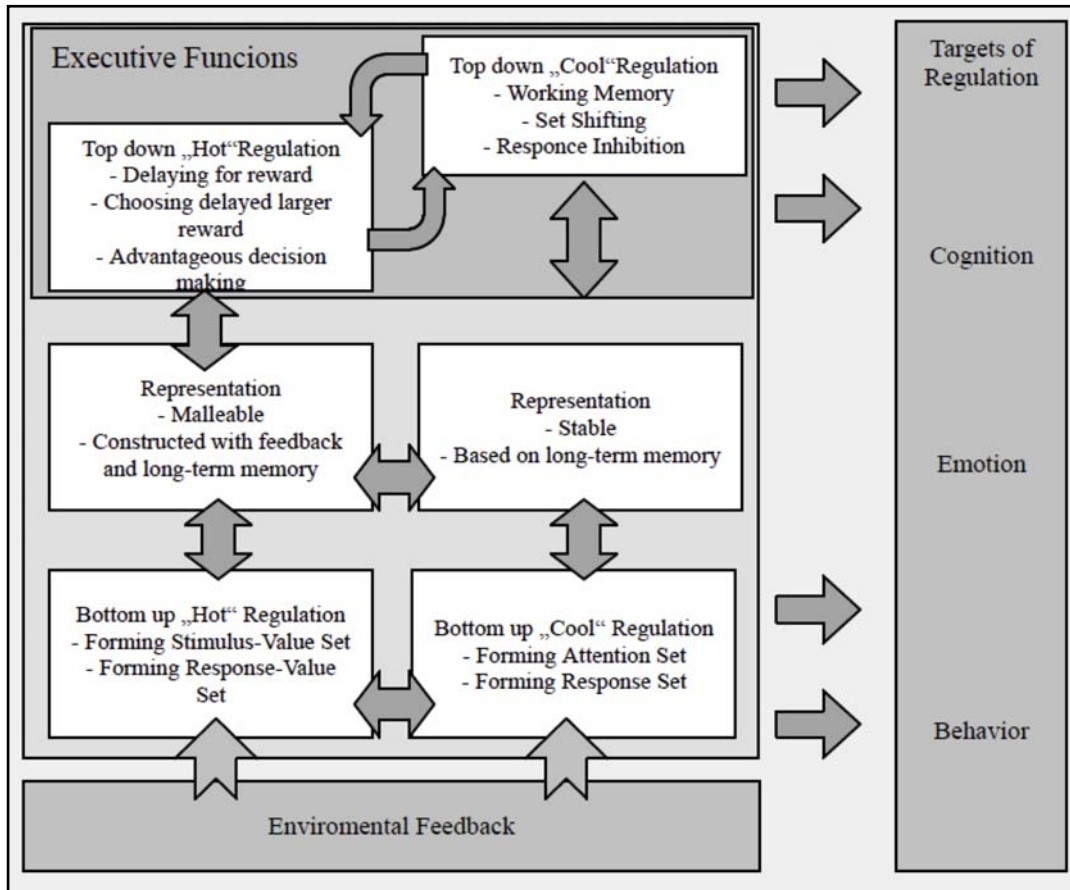 Executive Funcions
Top down „Cool“Regulation
- Working Memory
- Set Shifting
- Responce Inhibition
Top down „Hot“Regulation
- Delaying for reward
- Choosing delayed larger
reward
- Advantageous decision
making
Representation
- Malleable
- Constructed with feedback
and long-term memory
Representation
- Stable
- Based on long-term memory
Bottom up „Hot“ Regulation
- Forming Stimulus-Value Set
- Forming Response-Value
Set
Bottom up „Cool“ Regulation
- Forming Attention Set
- Forming Response Set
Enviromental Feedback
Targets of
Regulation
Cognition
Emotion
Behavior